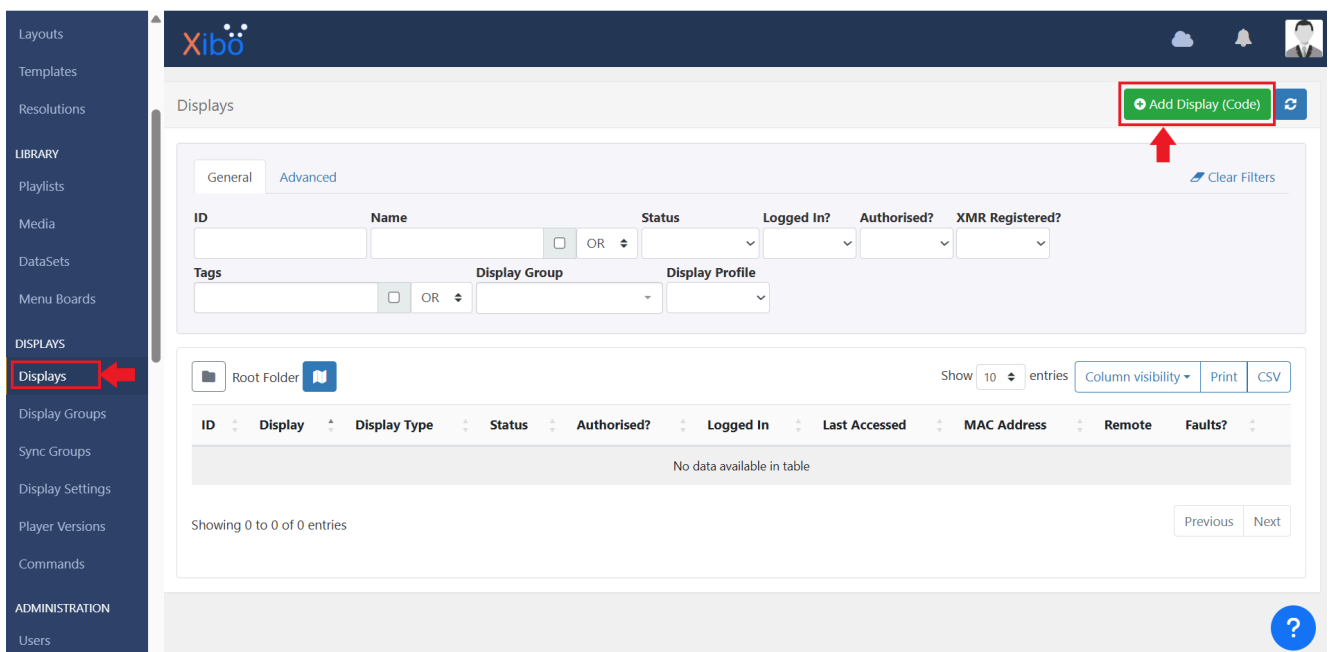 Layouts
Templates
Resolutions
LIBRARY
Playlists
Media
DataSets
Menu Boards
DISPLAYS
Displays
Display Groups
Sync Groups
Display Settings
Player Versions
Commands
ADMINISTRATION
Users
Xibo
Displays
Add Display (Code)
General Advanced Clear Filters
ID Name Status Logged In? Authorised? XMR Registered?
OR
Tags Display Group Display Profile
OR
Root Folder Show 10 entries Column visibility Print CSV
ID Display Display Type Status Authorised? Logged In Last Accessed MAC Address Remote Faults?
No data available in table
Showing 0 to 0 of 0 entries Previous Next
?